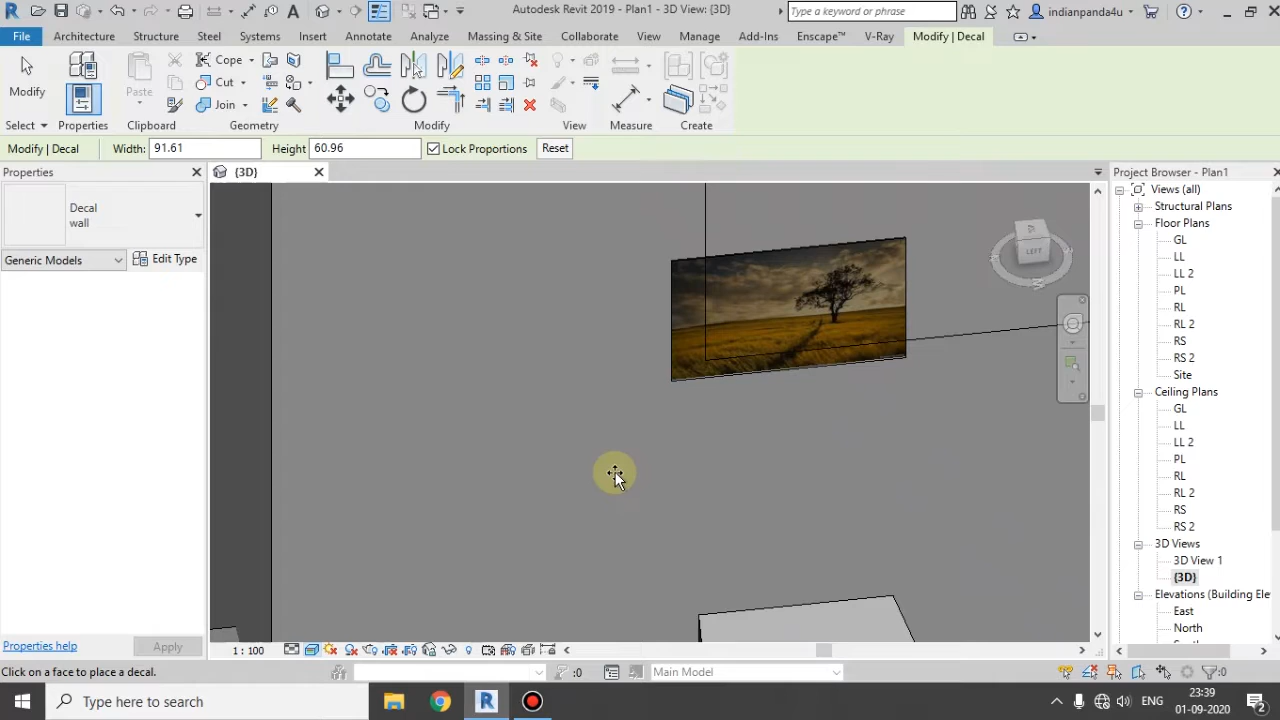 Autodesk Revit 2019 - Plan1 - 3D View: {3D}
Type a keyword or phrase
indianpanda4u
File
Architecture
Structure
Steel
Systems
Insert
Annotate
Analyze
Massing & Site
Collaborate
View
Manage
Add-Ins
Enscape™
V-Ray
Modify | Decal
Modify
Paste
Cope
Cut
Join
Select
Properties
Clipboard
Geometry
Modify
View
Measure
Create
Modify | Decal
Width: 91.61
Height 60.96
Lock Proportions
Reset
Properties
{3D}
Project Browser - Plan1
Decal
wall
Generic Models
Edit Type
LEFT
Views (all)
Structural Plans
Floor Plans
GL
LL
LL 2
PL
RL
RL 2
RS
RS 2
Site
Ceiling Plans
GL
LL
LL 2
PL
RL
RL 2
RS
RS 2
3D Views
3D View 1
{3D}
Elevations (Building Ele
East
North
Properties help
Apply
1 : 100
Click on a face to place a decal.
:0
Main Model
:0
Type here to search
ENG
23:39
01-09-2020
2